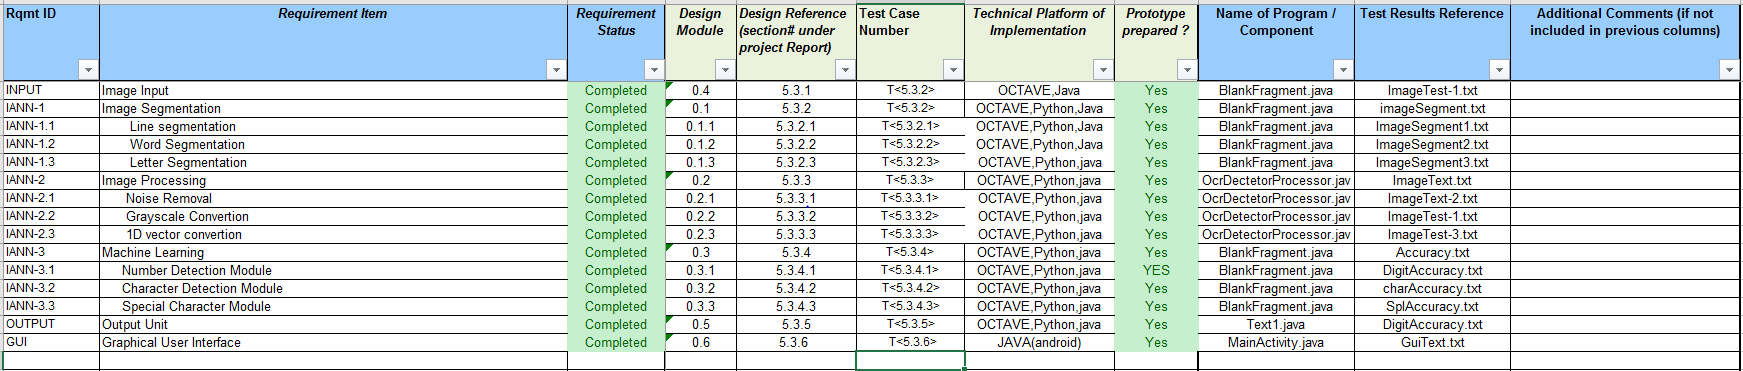 Rqmt ID Requirement Item Requirement Status Design Module Design Reference (section# under project Report) Test Case Number Technical Platform of Implementation Prototype prepared ? Name of Program / Component Test Results Reference Additional Comments (if not included in previous columns)
INPUT Image Input Completed 0.4 5.3.1 T<5.3.2> OCTAVE,Java Yes BlankFragment.java ImageTest-1.txt
IANN-1 Image Segmentation Completed 0.1 5.3.2 T<5.3.2> OCTAVE,Python,Java Yes BlankFragment.java imageSegment.txt
IANN-1.1 Line segmentation Completed 0.1.1 5.3.2.1 T<5.3.2.1> OCTAVE,Python,Java Yes BlankFragment.java ImageSegment1.txt
IANN-1.2 Word Segmentation Completed 0.1.2 5.3.2.2 T<5.3.2.2> OCTAVE,Python,Java Yes BlankFragment.java ImageSegment2.txt
IANN-1.3 Letter Segmentation Completed 0.1.3 5.3.2.3 T<5.3.2.3> OCTAVE,Python,java Yes BlankFragment.java ImageSegment3.txt
IANN-2 Image Processing Completed 0.2 5.3.3 T<5.3.3> OCTAVE,Python,java Yes OcrDectetorProcessor.jav ImageText.txt
IANN-2.1 Noise Removal Completed 0.2.1 5.3.3.1 T<5.3.3.1> OCTAVE,Python,java Yes OcrDectetorProcessor.jav ImageText-2.txt
IANN-2.2 Grayscale Convertion Completed 0.2.2 5.3.3.2 T<5.3.3.2> OCTAVE,Python,java Yes OcrDectetorProcessor.jav ImageTest-1.txt
IANN-2.3 1D vector convertion Completed 0.2.3 5.3.3.3 T<5.3.3.3> OCTAVE,Python,java Yes OcrDectetorProcessor.jav ImageTest-3.txt
IANN-3 Machine Learning Completed 0.3 5.3.4 T<5.3.4> OCTAVE,Python,java Yes BlankFragment.java Accuracy.txt
IANN-3.1 Number Detection Module Completed 0.3.1 5.3.4.1 T<5.3.4.1> OCTAVE,Python,java YES BlankFragment.java DigitAccuracy.txt
IANN-3.2 Character Detection Module Completed 0.3.2 5.3.4.2 T<5.3.4.2> OCTAVE,Python,java Yes BlankFragment.java charAccuracy.txt
IANN-3.3 Special Character Module Completed 0.3.3 5.3.4.3 T<5.3.4.3> OCTAVE,Python,java Yes BlankFragment.java SplAccuracy.txt
OUTPUT Output Unit Completed 0.5 5.3.5 T<5.3.5> OCTAVE,Python,java Yes Text1.java DigitAccuracy.txt
GUI Graphical User Interface Completed 0.6 5.3.6 T<5.3.6> JAVA(android) Yes MainActivity.java GuiText.txt